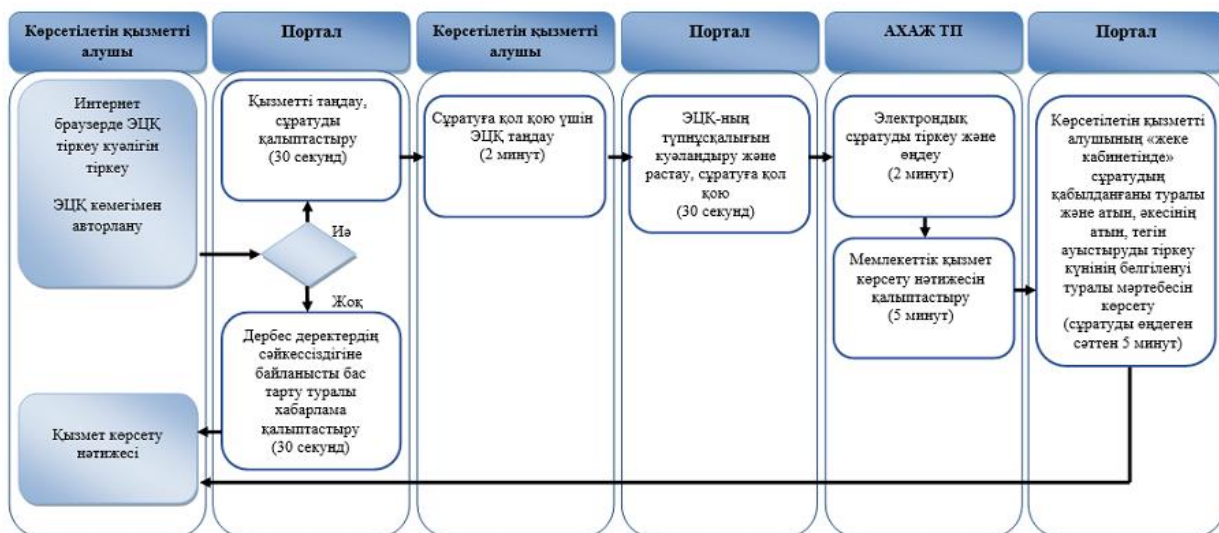 Көрсетілетін қызметті
алушы
Портал
Көрсетілетін қызметті
алушы
Портал
АХАЖ ТП
Портал
Интернет
браузерде ЭЦҚ
тіркеу куәлігін
тіркеу
ЭЦҚ көмегімен
авторлану
Қызметті таңдау,
сұратуды
қалыптастыру
(30 секунд)
Иә
Жоқ
Дербес деректердің
сәйкессіздігіне
байланысты бас
тарту туралы
хабарлама
қалыптастыру
(30 секунд)
Қызмет көрсету
нәтижесі
Сұратуға қол қою үшін
ЭЦҚ таңдау
(2 минут)
ЭЦК-ның
түпнұсқалығын
куәландыру және
растау, сұратуға қол
қою
(30 секунд)
Электрондық
сұратуды тіркеу және
өңдеу
(2 минут)
Мемлекеттік қызмет
көрсету нәтижесін
қалыптастыру
(5 минут)
Көрсетілетін қызметті
алушының «жеке
кабинетінде»
сұратудың
қабылданғаны туралы
және атын, әкесінің
атын, тегін
ауыстыруды тіркеу
күнінің белгіленуі
туралы мәртебесін
көрсету
(сұратуды өңдеген
сәттен 5 минут)